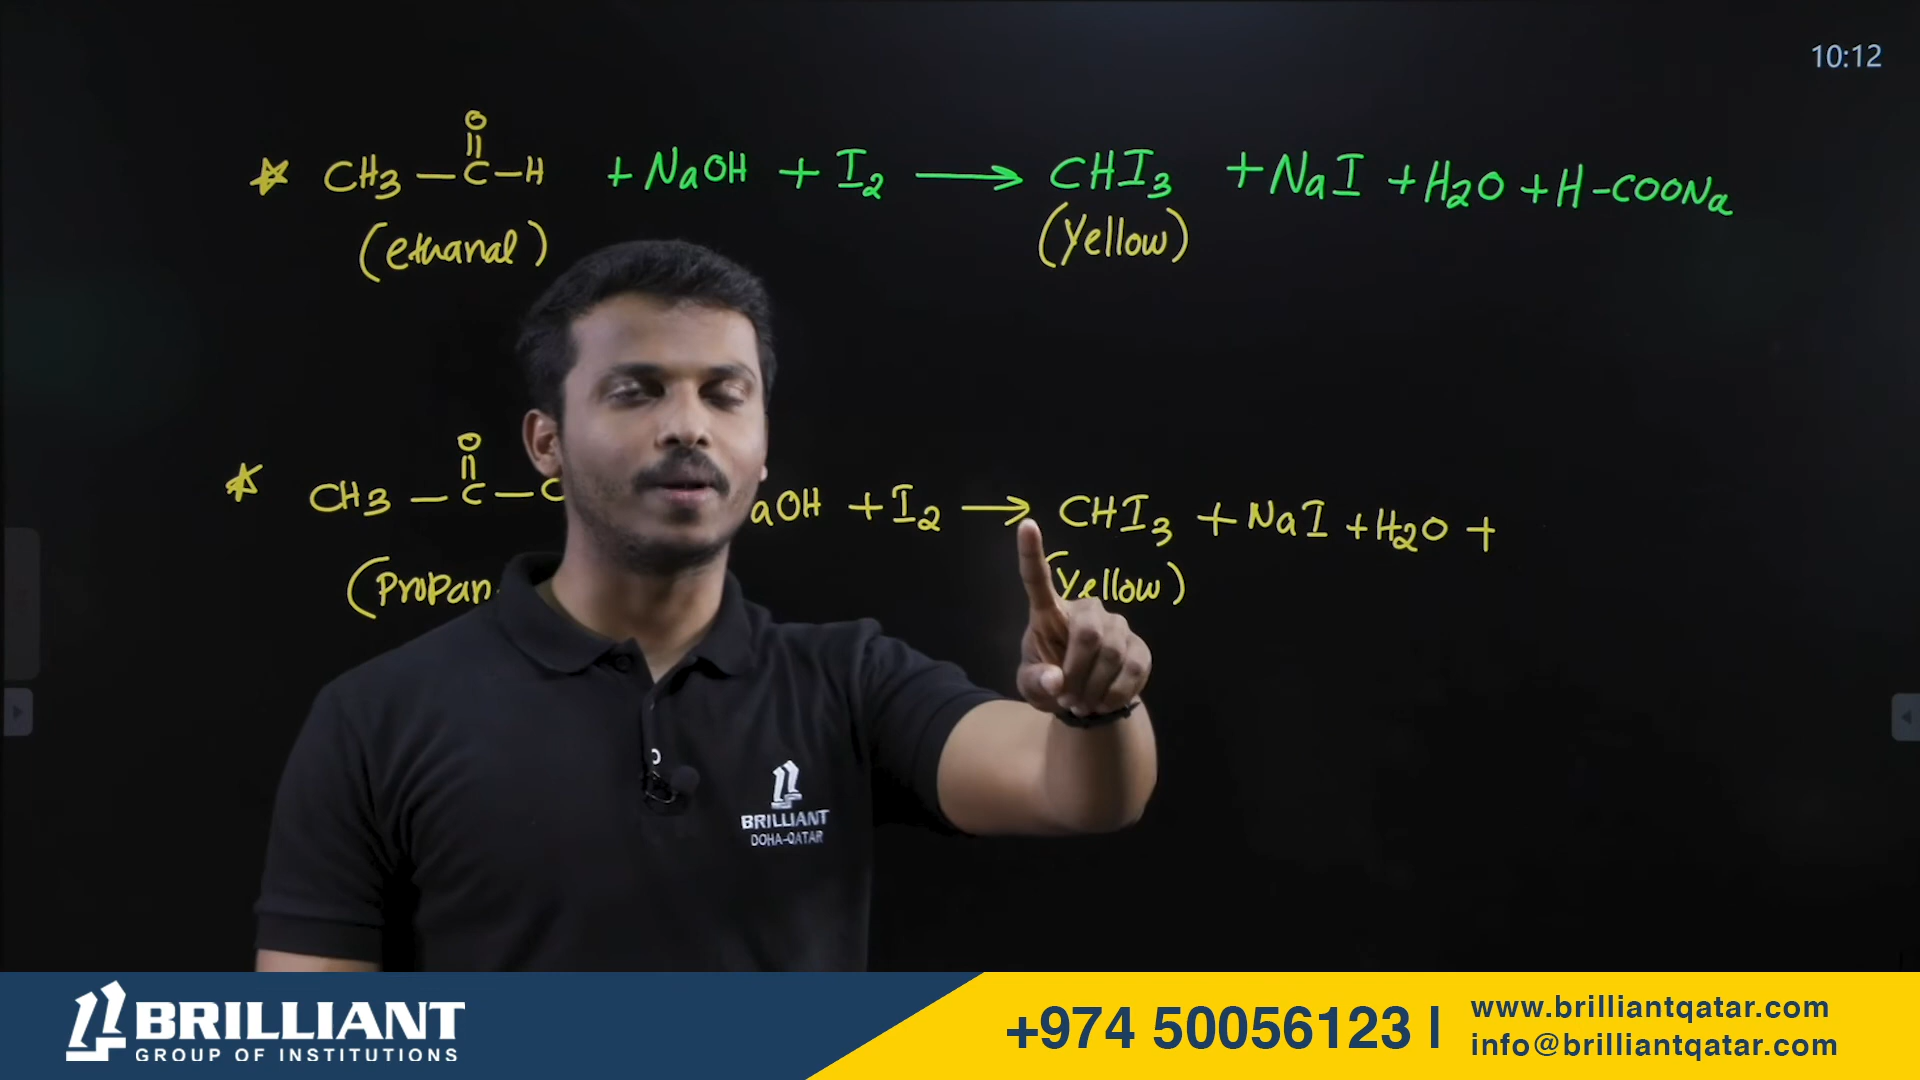 10:12
O
CH3 — C — H + NaOH + I2 → CHI3 + NaI + H2O + H-COONa
(ethanal) (Yellow)
O
CH3 — C — aOH + I2 → CHI3 + NaI + H2O +
(Propan Yellow)
BRILLIANT
DOHA-QATAR
BRILLIANT
GROUP OF INSTITUTIONS
+974 50056123 |
www.brilliantqatar.com
info@brilliantqatar.com